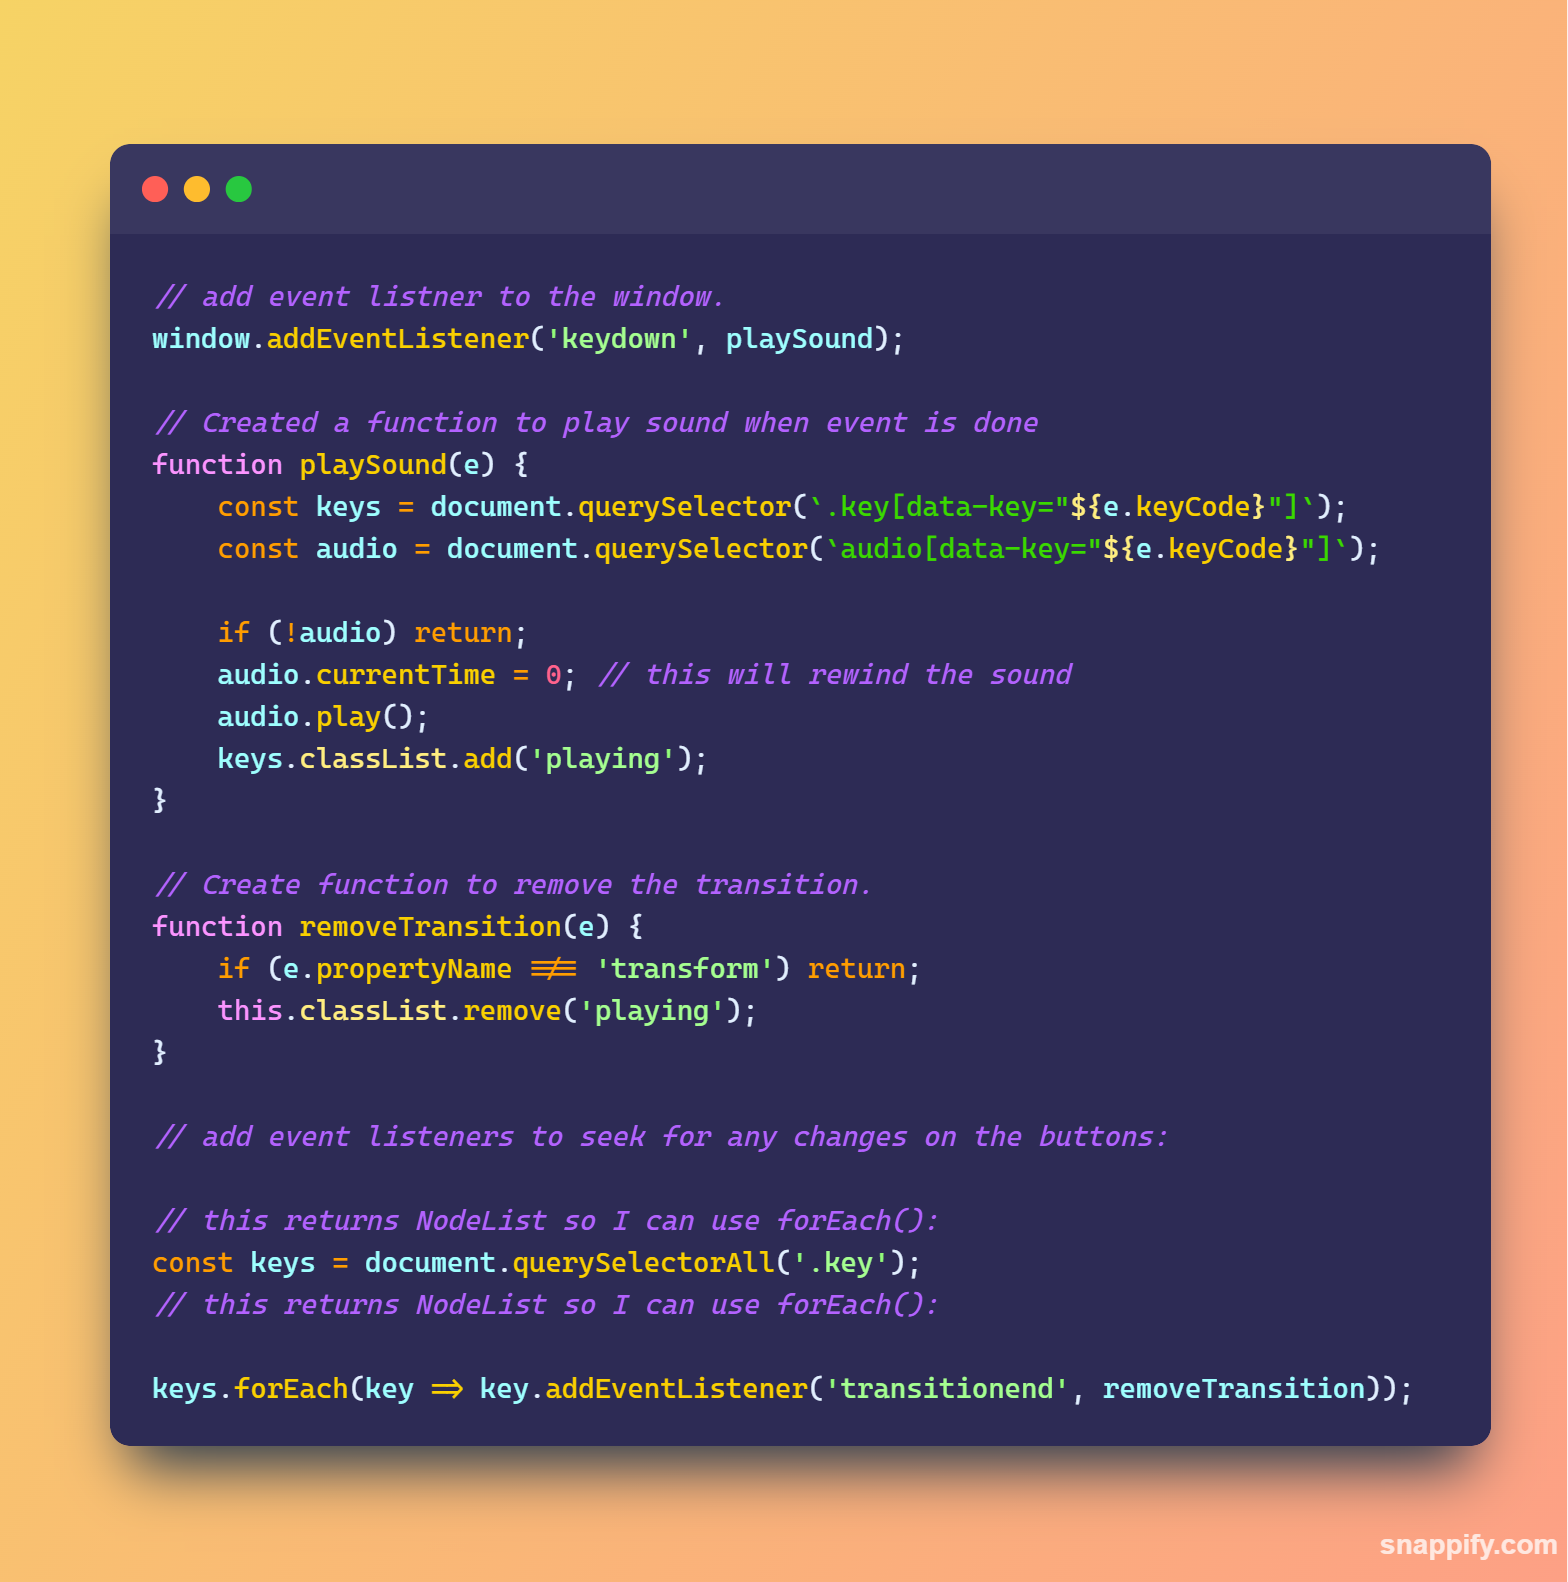 // add event listner to the window.
window.addEventListener('keydown', playSound);
// Created a function to play sound when event is done
function playSound(e) {
    const keys = document.querySelector(`.key[data-key="${e.keyCode}"]`);
    const audio = document.querySelector(`audio[data-key="${e.keyCode}"]`);
    if (!audio) return;
    audio.currentTime = 0; // this will rewind the sound
    audio.play();
    keys.classList.add('playing');
}
// Create function to remove the transition.
function removeTransition(e) {
    if (e.propertyName !== 'transform') return;
    this.classList.remove('playing');
}
// add event listeners to seek for any changes on the buttons:
// this returns NodeList so I can use forEach():
const keys = document.querySelectorAll('.key');
// this returns NodeList so I can use forEach():
keys.forEach(key => key.addEventListener('transitionend', removeTransition));
snappify.com